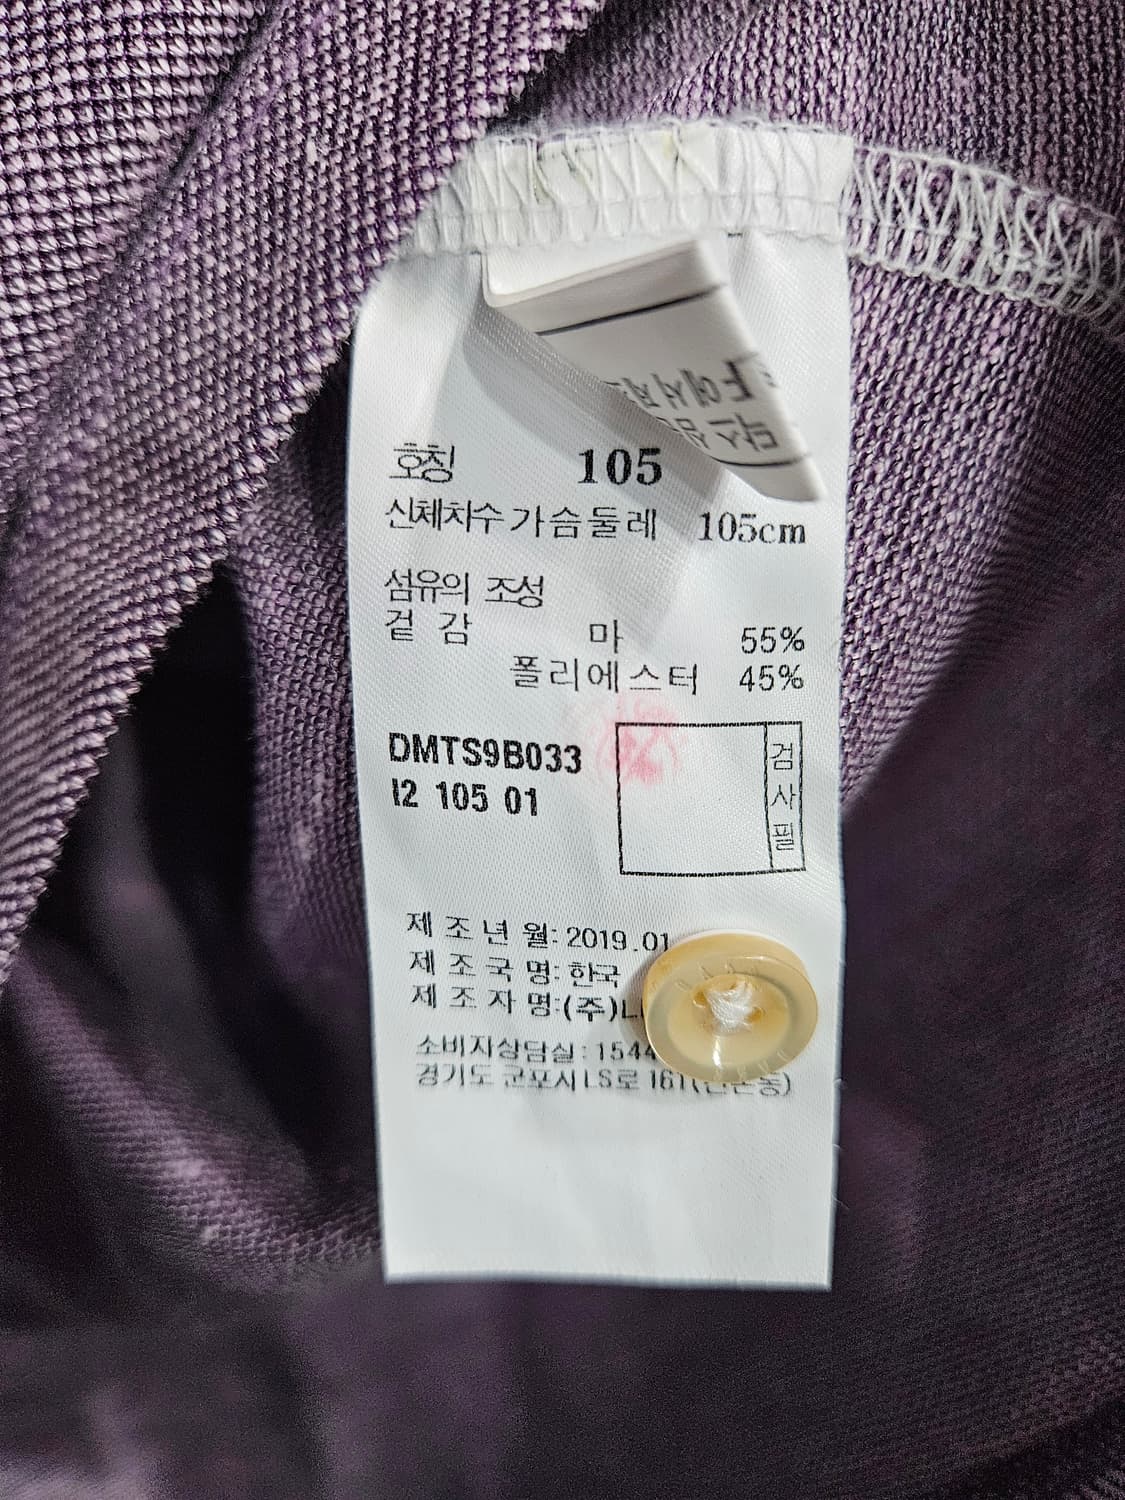 호칭 105
신체치수 가슴둘레 105cm
섬유의 조성
겉감 마 55%
폴리에스터 45%
DMTS9B033
I2 105 01
검사필
제조년월: 2019.01
제조국명: 한국
제조자명:(주)
소비자상담실: 1544
경기도 군포시 LS로 161